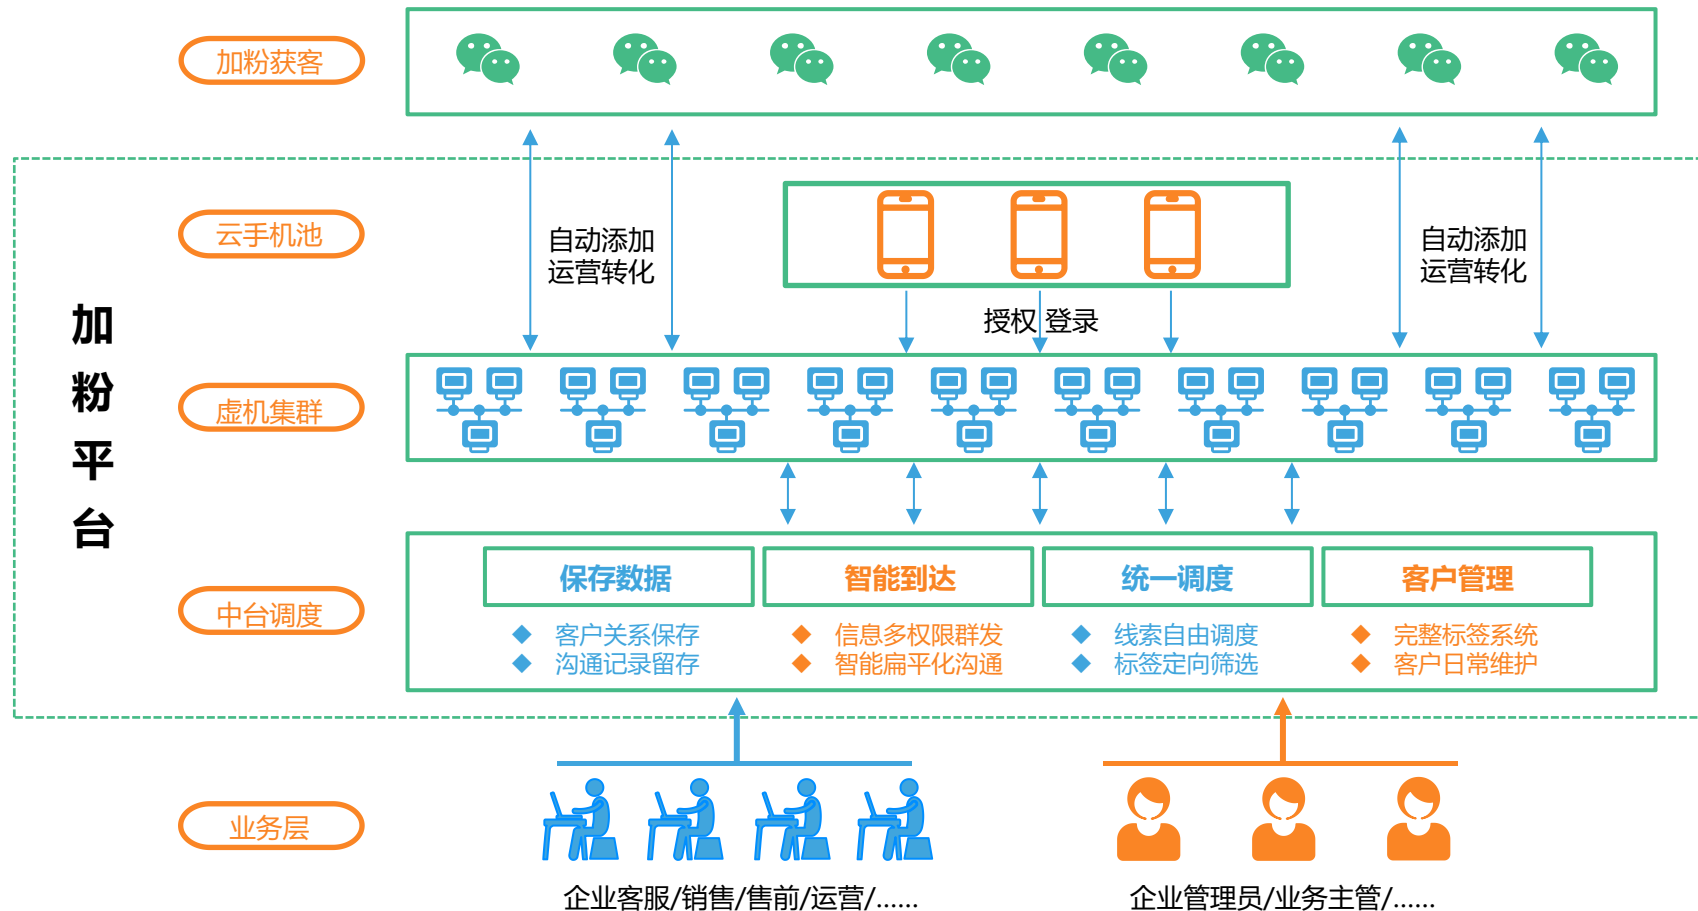 加粉获客
云手机池
自动添加
运营转化
自动添加
运营转化
授权 登录
加
粉
平
台
虚机集群
中台调度
保存数据
智能到达
统一调度
客户管理
客户关系保存
沟通记录留存
信息多权限群发
智能扁平化沟通
线索自由调度
标签定向筛选
完整标签系统
客户日常维护
业务层
企业客服/销售/售前/运营/......
企业管理员/业务主管/......